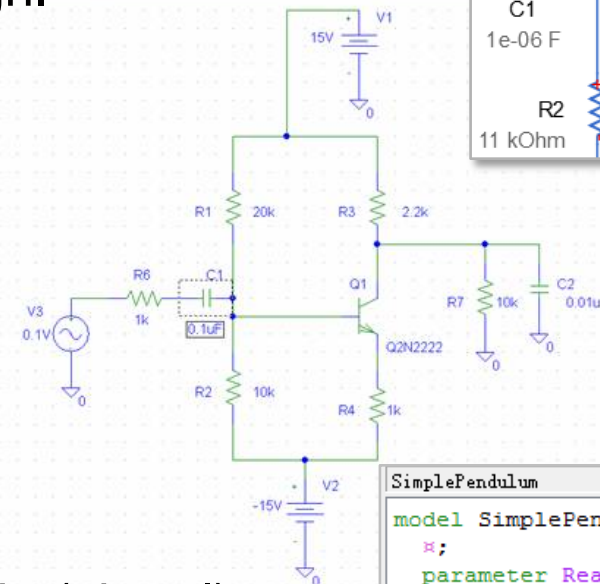 V1
15V
0
C1
1e-06 F
R2
11 kOhm
R1
20k
R3
2.2k
R6
C1
Q1
C2
V3
1k
R7
10k
0.01u
0.1V
0.1uF
0
Q2N2222
0
0
R2
10k
R4
1k
V2
-15V
0
SimplePendulum
model SimplePen
¤;
parameter Rea